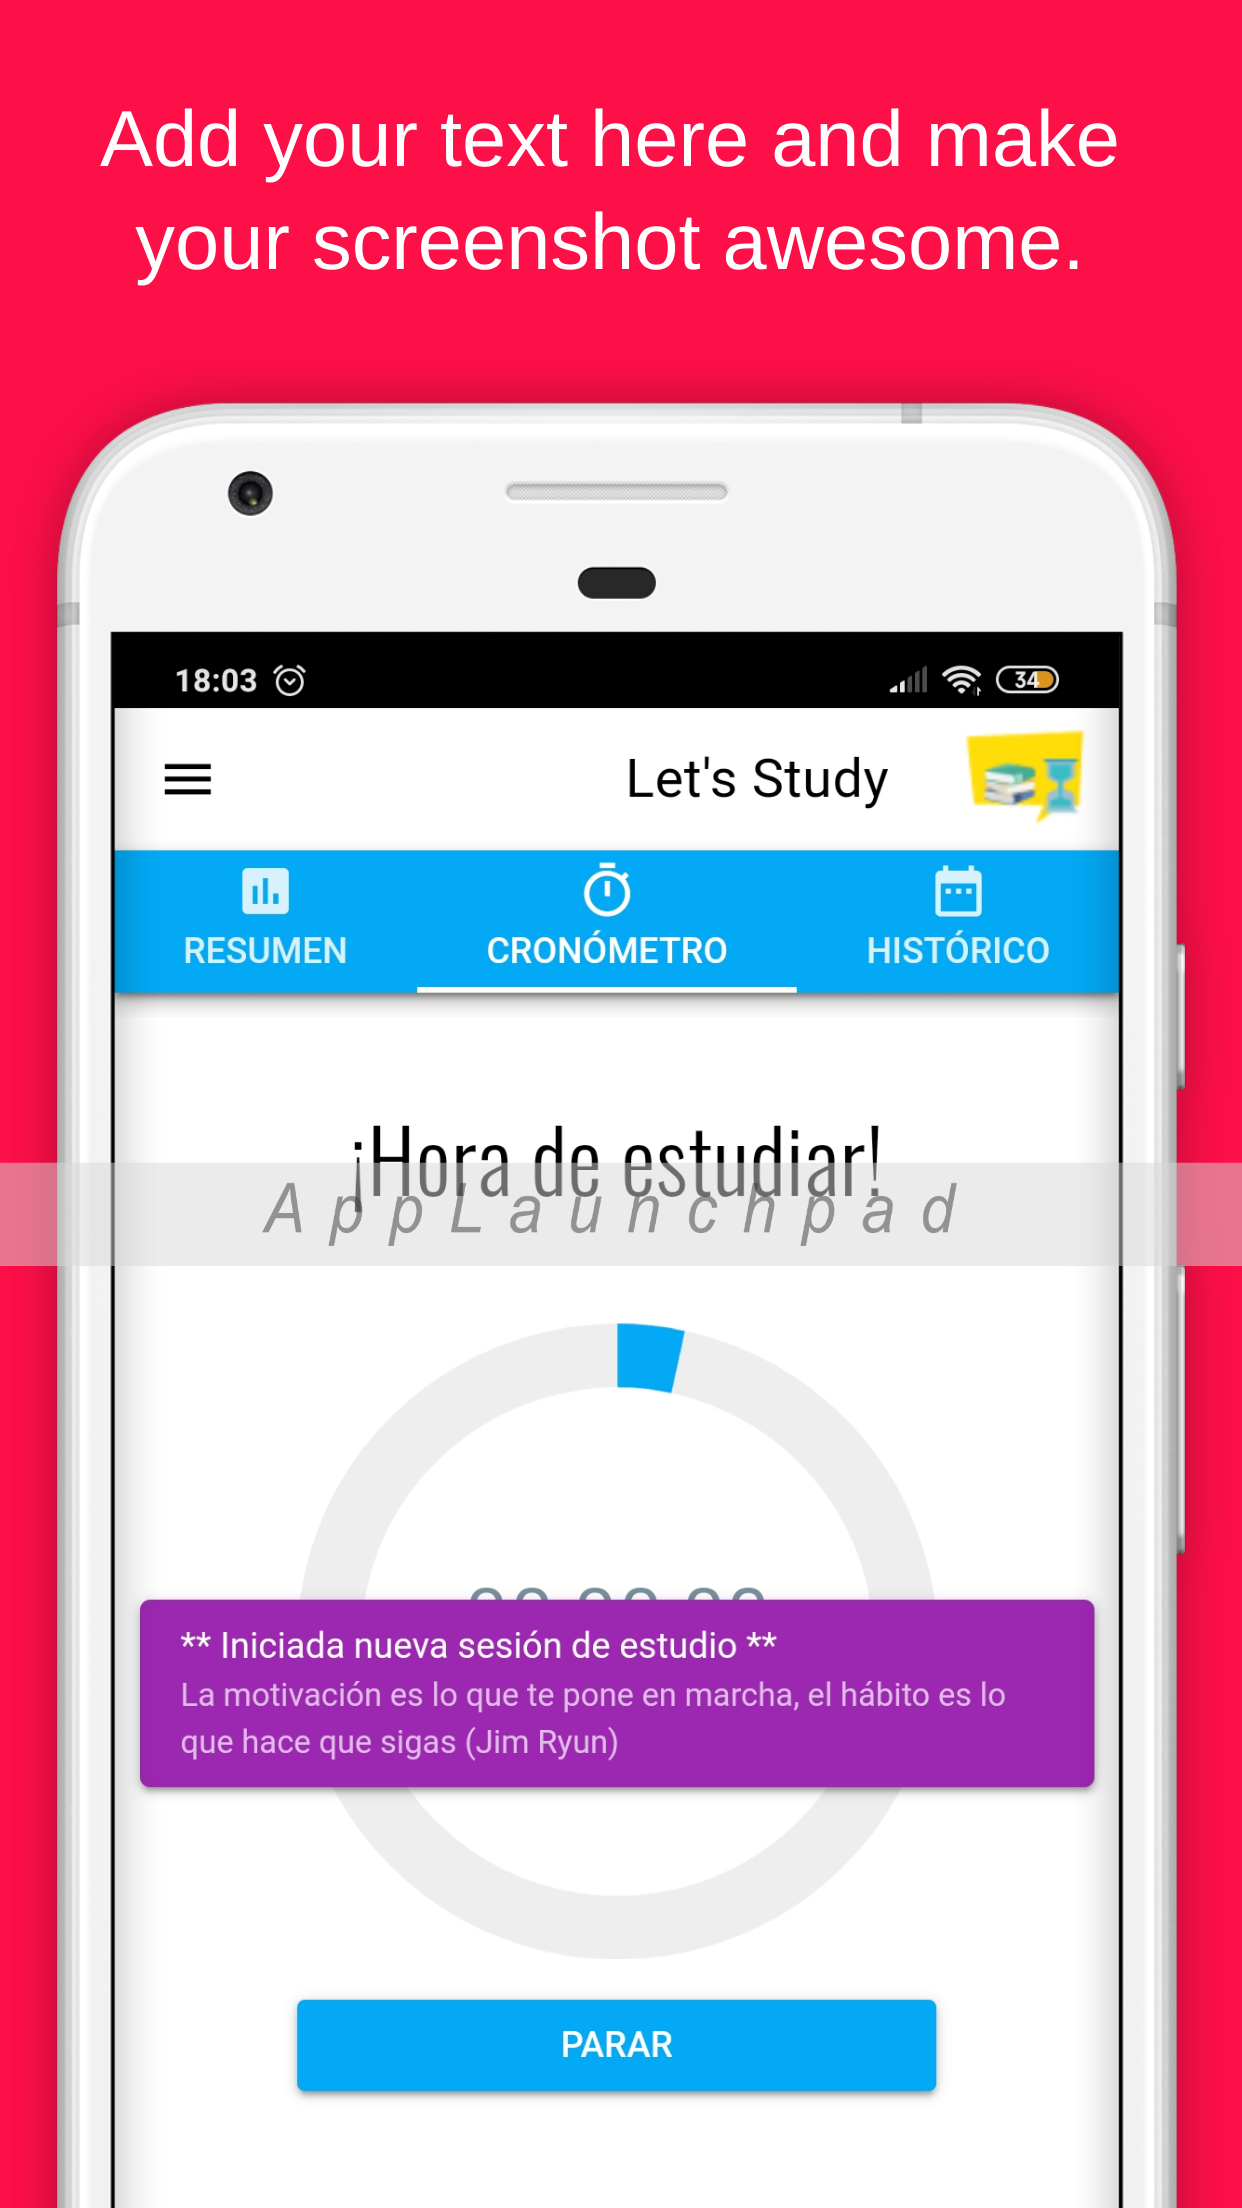 Add your text here and make
your screenshot awesome.
18:03
34
Let's Study
RESUMEN
CRONÓMETRO
HISTÓRICO
¡Hora de estudiar!
AppLaunchpad
** Iniciada nueva sesión de estudio **
La motivación es lo que te pone en marcha, el hábito es lo
que hace que sigas (Jim Ryun)
PARAR